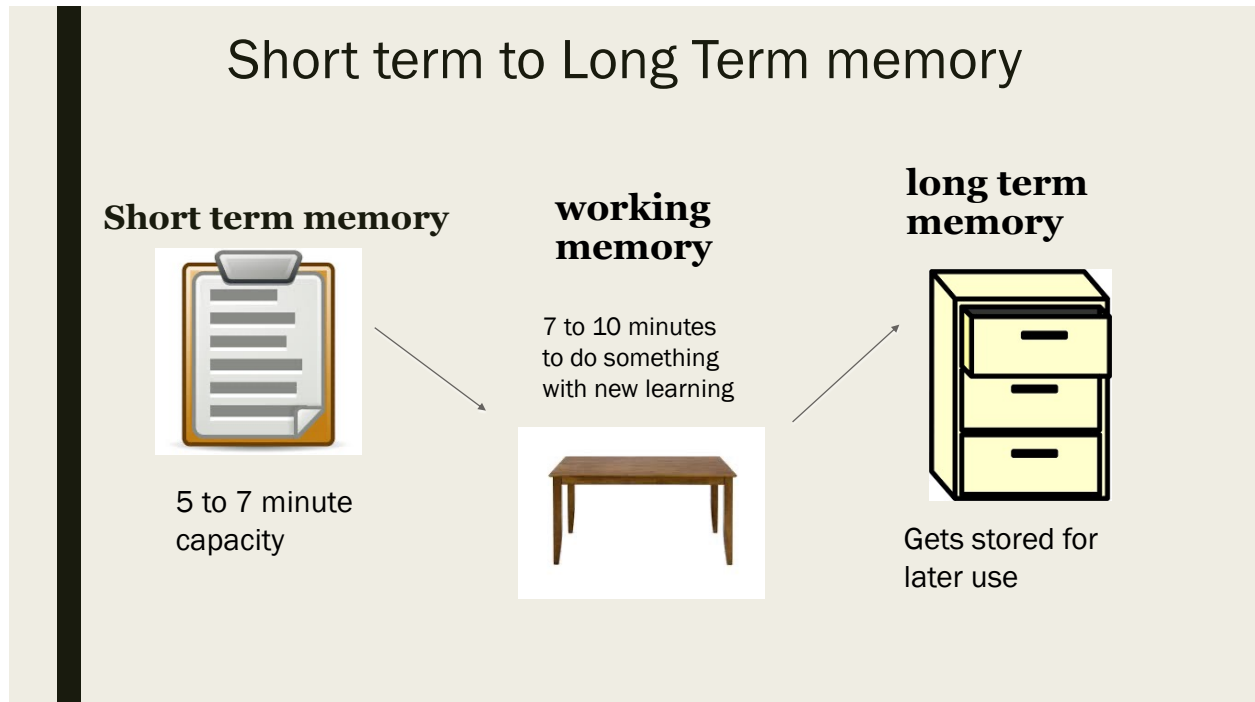 Short term to Long Term memory
Short term memory
5 to 7 minute
capacity
working
memory
7 to 10 minutes
to do something
with new learning
long term
memory
Gets stored for
later use